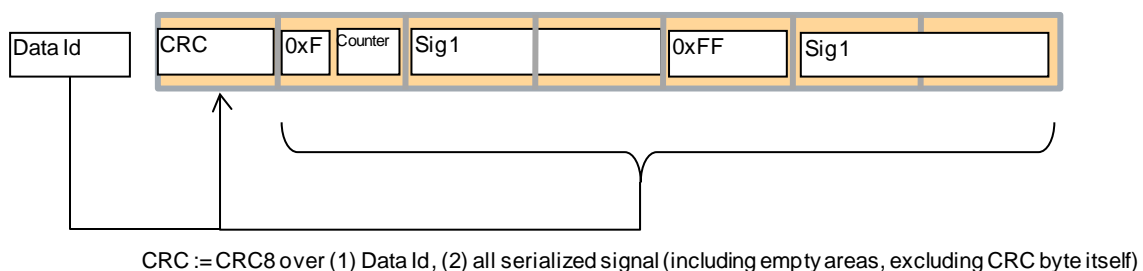 Data Id CRC 0xF Counter Sig1 0xFF Sig1
CRC := CRC8 over (1) Data Id, (2) all serialized signal (including empty areas, excluding CRC byte itself)